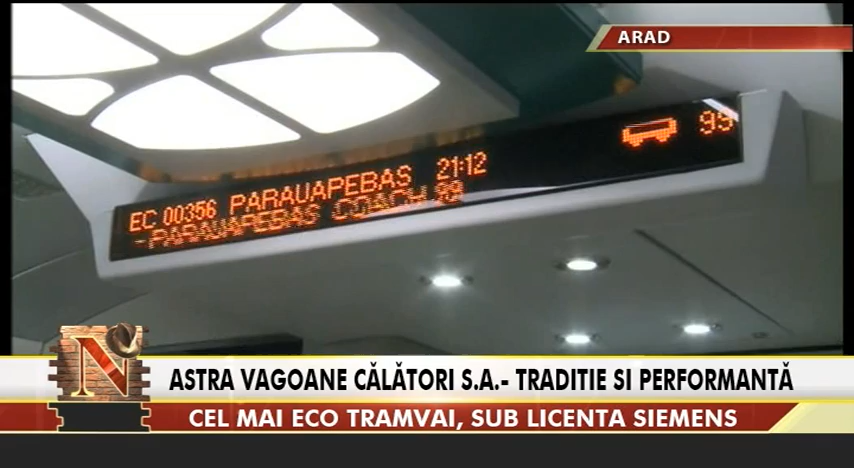 ARAD
EC 00356 PARAUAPEBAS 21:12
99
-PARAUAPEBAS COACH 99
N
ASTRA VAGOANE CĂLĂTORI S.A.- TRADITIE SI PERFORMANTĂ
CEL MAI ECO TRAMVAI, SUB LICENTA SIEMENS